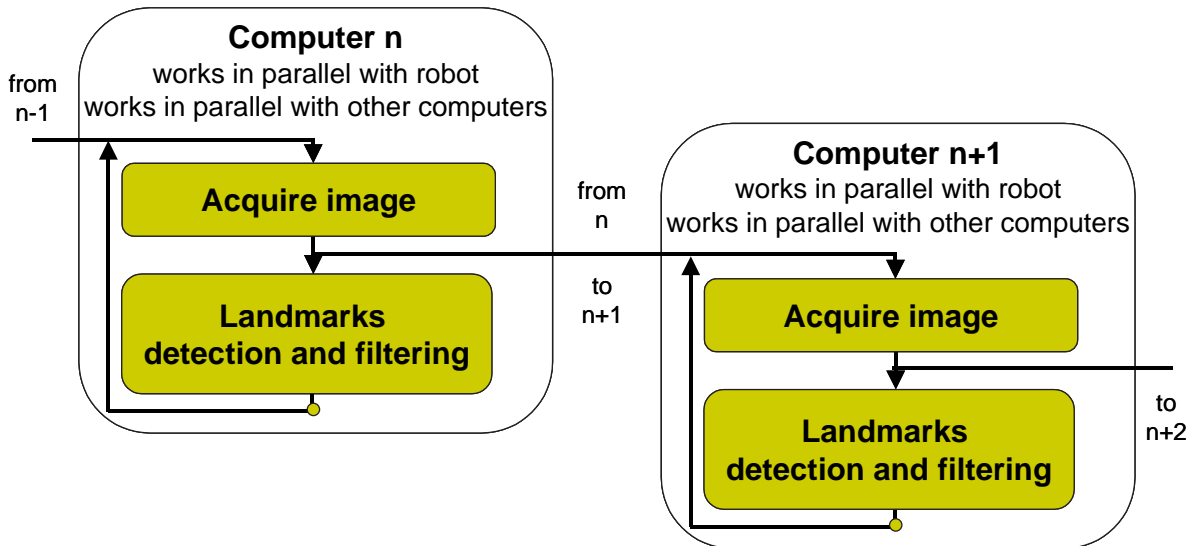 Computer n
works in parallel with robot
works in parallel with other computers
from
n-1
Acquire image
Landmarks
detection and filtering
from
n
to
n+1
Computer n+1
works in parallel with robot
works in parallel with other computers
Acquire image
Landmarks
detection and filtering
to
n+2